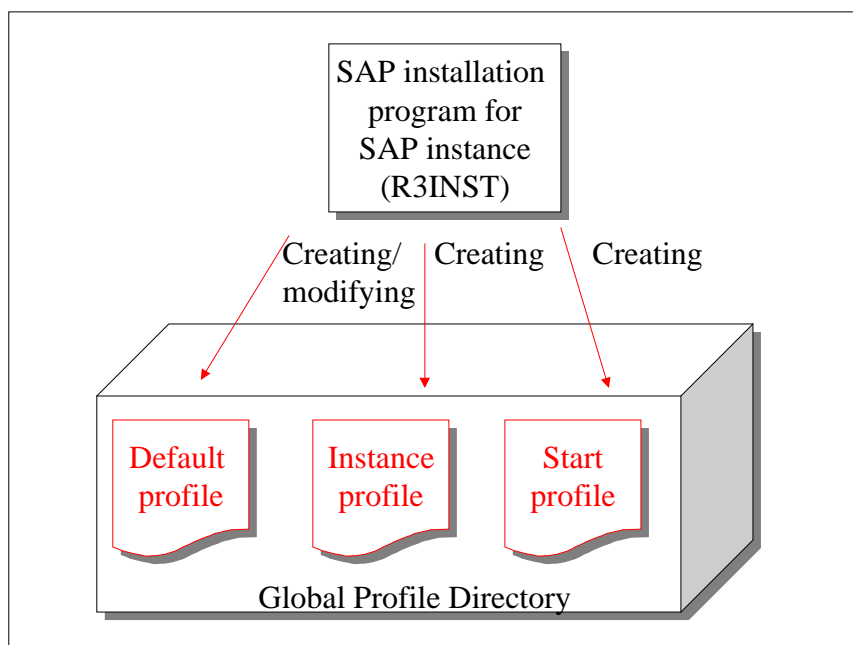 SAP installation
program for
SAP instance
(R3INST)
Creating/
modifying
Creating
Creating
Default
profile
Instance
profile
Start
profile
Global Profile Directory